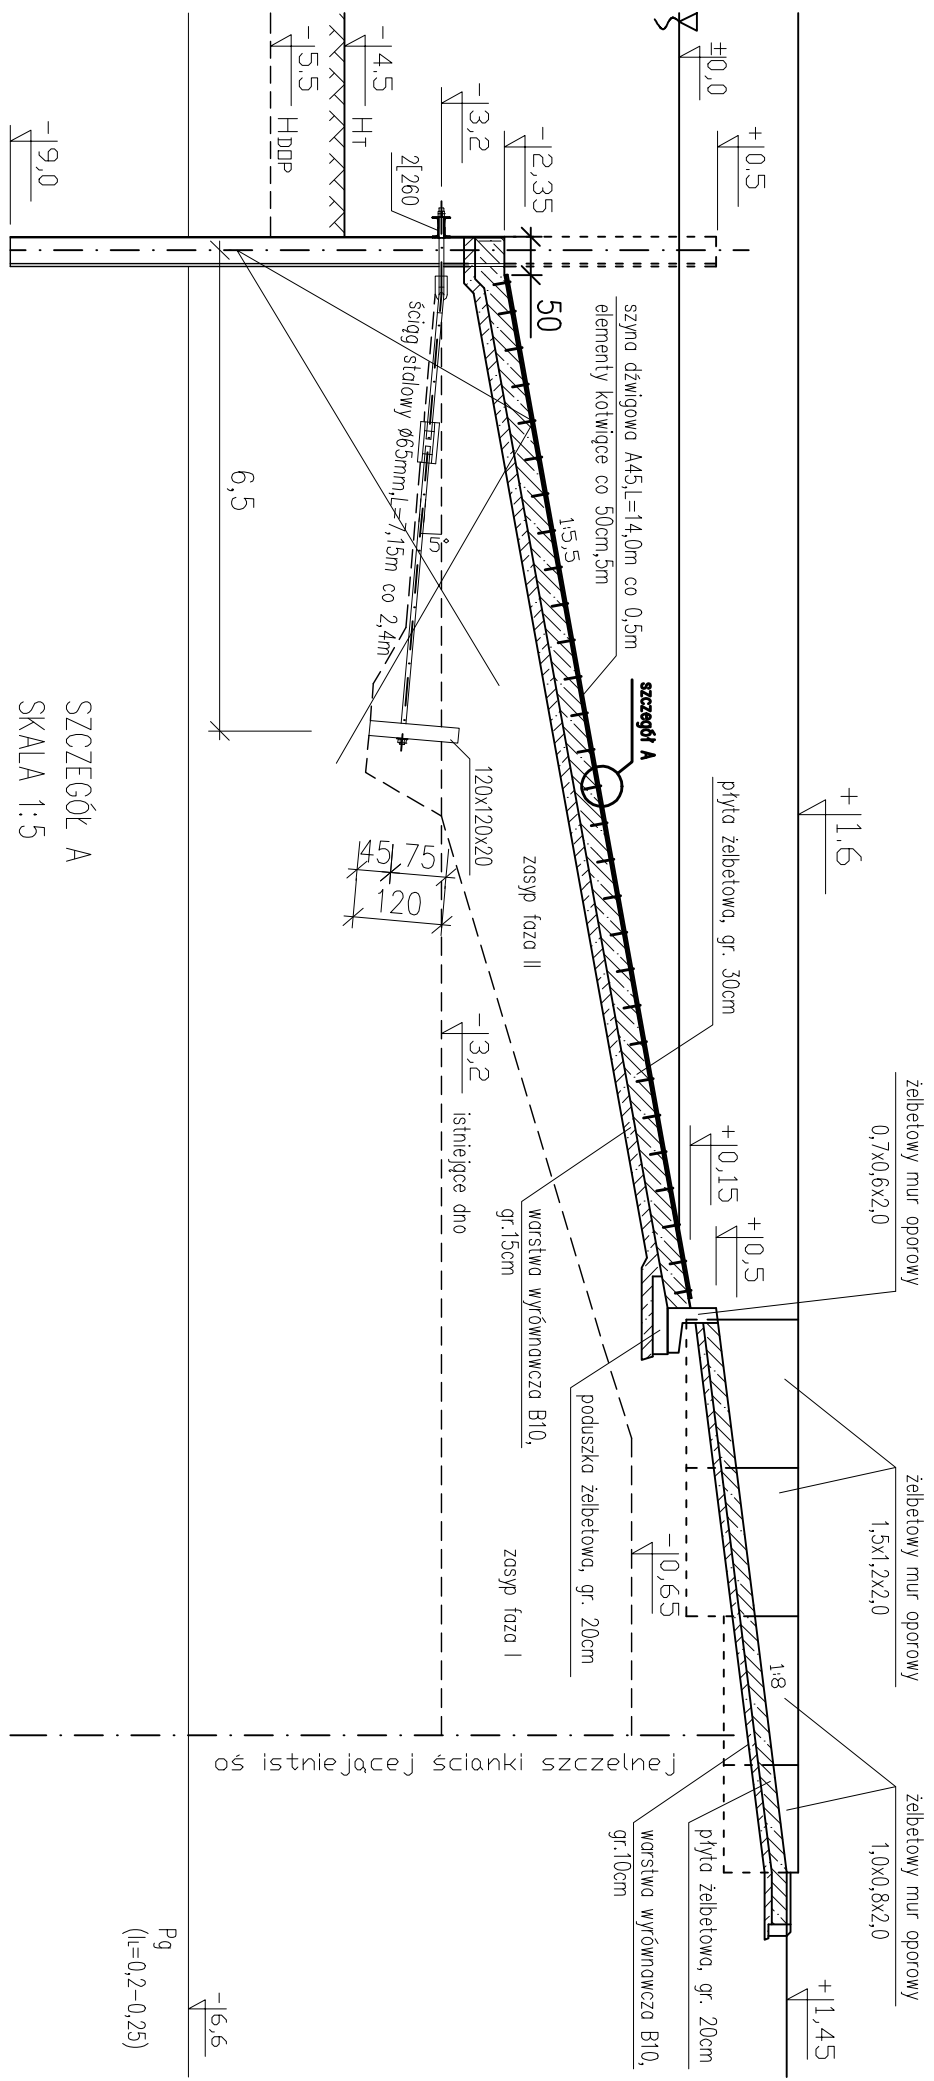 żelbetowy mur oporowy
0,7x0,6x2,0
żelbetowy mur oporowy
1,5x1,2x2,0
żelbetowy mur oporowy
1,0x0,8x2,0
+1.6
+1,45
+0.5
±0,0
płyta żelbetowa, gr. 30cm
+0,15
+0,5
szczegół A
szyna dźwigowa A45,L=14,0m co 0,5m
elementy kotwiące co 50cm,5m
1:5,5
1:8
płyta żelbetowa, gr. 20cm
warstwa wyrównawcza B10,
gr.10cm
-0,65
poduszka żelbetowa, gr. 20cm
warstwa wyrównawcza B10,
gr.15cm
zasyp faza II
zasyp faza I
50
-2,35
-3,2
2[260
ściąg stalowy ø65mm,L=7,15m co 2,4m
5°
120x120x20
-3,2
istniejące dno
45
75
120
-4.5
HT
-5.5
HDOP
-9,0
6,5
oś istniejącej ścianki szczelnej
-6,6
Pg
(IL=0,2-0,25)
SZCZEGÓŁ A
SKALA 1:5